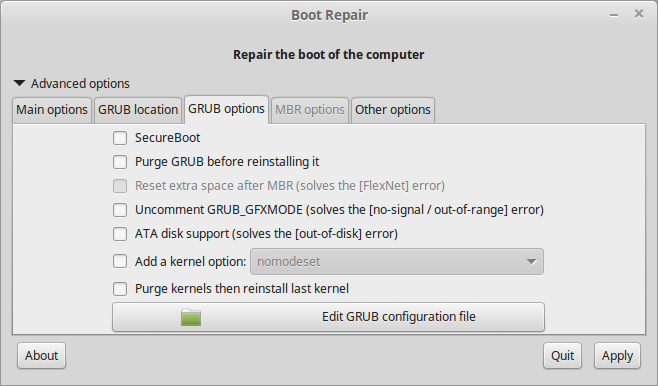 Boot Repair
Repair the boot of the computer
Advanced options
Main options GRUB location GRUB options MBR options Other options
SecureBoot
Purge GRUB before reinstalling it
Reset extra space after MBR (solves the [FlexNet] error)
Uncomment GRUB_GFXMODE (solves the [no-signal / out-of-range] error)
ATA disk support (solves the [out-of-disk] error)
Add a kernel option: nomodeset
Purge kernels then reinstall last kernel
Edit GRUB configuration file
About Quit Apply